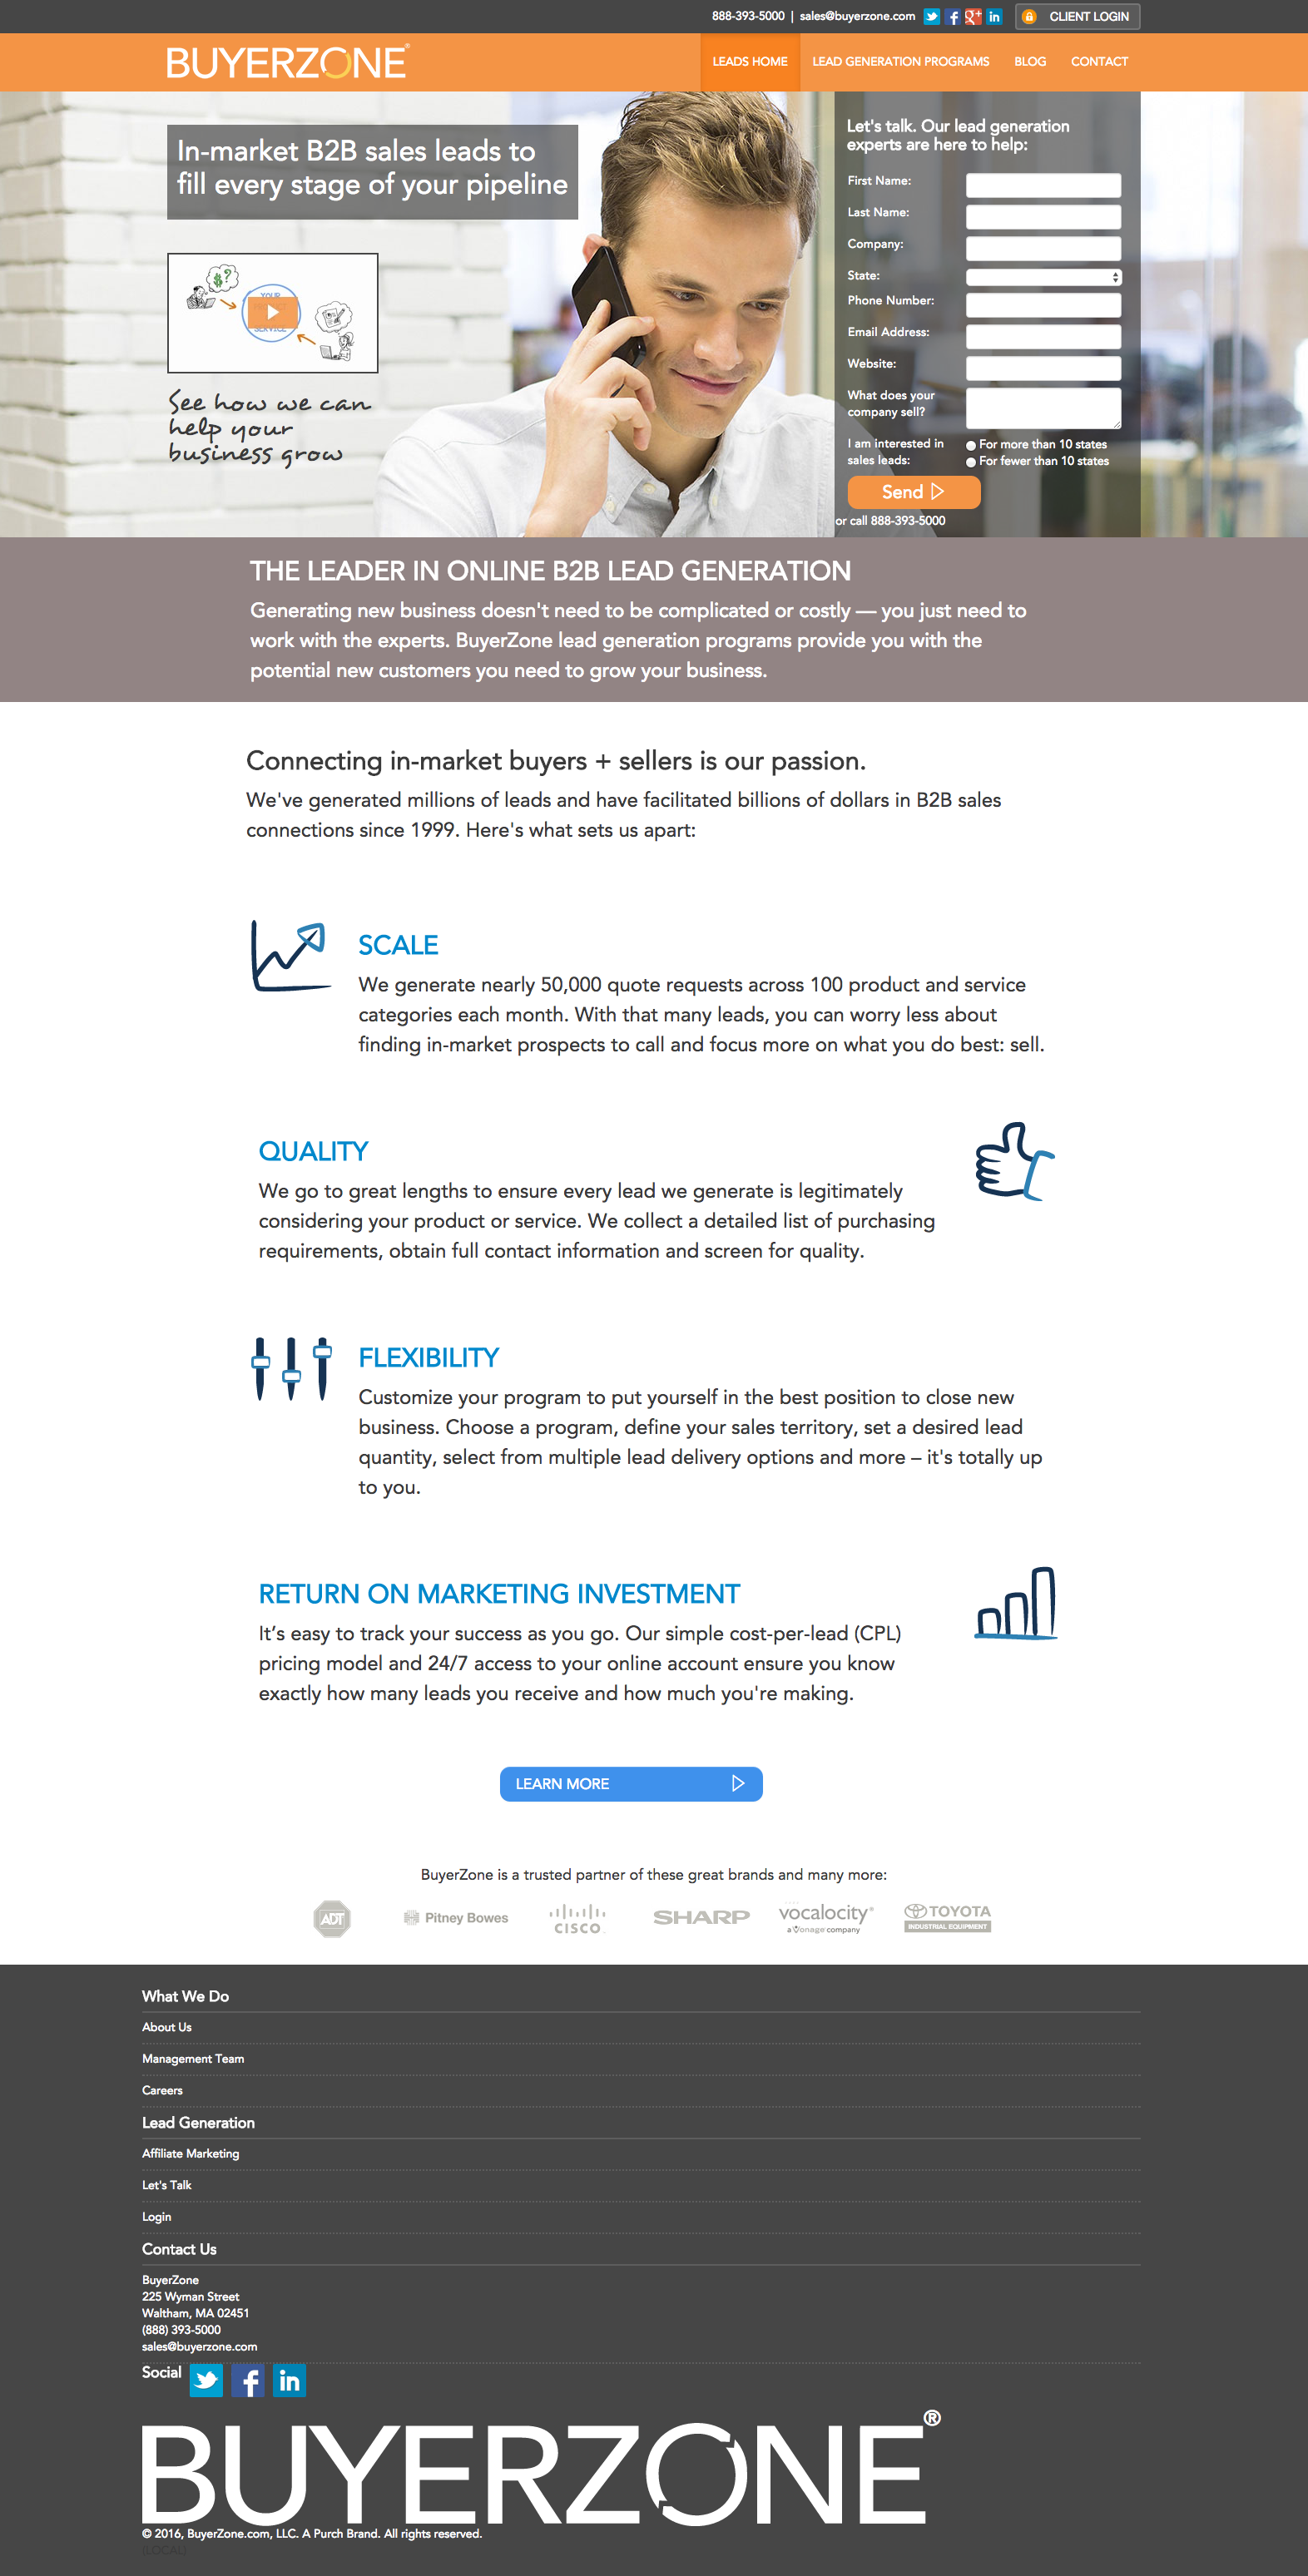 888-393-5000 | sales@buyerzone.com CLIENT LOGIN
BUYERZONE®
LEADS HOME LEAD GENERATION PROGRAMS BLOG CONTACT
In-market B2B sales leads to
fill every stage of your pipeline
$?
YOUR
SERVICE
See how we can
help your
business grow
Let's talk. Our lead generation
experts are here to help:
First Name:
Last Name:
Company:
State:
Phone Number:
Email Address:
Website:
What does your
company sell?
I am interested in
sales leads:
For more than 10 states
For fewer than 10 states
Send
or call 888-393-5000
THE LEADER IN ONLINE B2B LEAD GENERATION
Generating new business doesn't need to be complicated or costly — you just need to
work with the experts. BuyerZone lead generation programs provide you with the
potential new customers you need to grow your business.
Connecting in-market buyers + sellers is our passion.
We've generated millions of leads and have facilitated billions of dollars in B2B sales
connections since 1999. Here's what sets us apart:
SCALE
We generate nearly 50,000 quote requests across 100 product and service
categories each month. With that many leads, you can worry less about
finding in-market prospects to call and focus more on what you do best: sell.
QUALITY
We go to great lengths to ensure every lead we generate is legitimately
considering your product or service. We collect a detailed list of purchasing
requirements, obtain full contact information and screen for quality.
FLEXIBILITY
Customize your program to put yourself in the best position to close new
business. Choose a program, define your sales territory, set a desired lead
quantity, select from multiple lead delivery options and more – it's totally up
to you.
RETURN ON MARKETING INVESTMENT
It’s easy to track your success as you go. Our simple cost-per-lead (CPL)
pricing model and 24/7 access to your online account ensure you know
exactly how many leads you receive and how much you're making.
LEARN MORE
BuyerZone is a trusted partner of these great brands and many more:
ADT
Pitney Bowes
CISCO
SHARP
vocalocity®
a Vonage company
TOYOTA
INDUSTRIAL EQUIPMENT
What We Do
About Us
Management Team
Careers
Lead Generation
Affiliate Marketing
Let's Talk
Login
Contact Us
BuyerZone
225 Wyman Street
Waltham, MA 02451
(888) 393-5000
sales@buyerzone.com
Social
BUYERZONE®
© 2016, BuyerZone.com, LLC. A Purch Brand. All rights reserved.
(LOCAL)